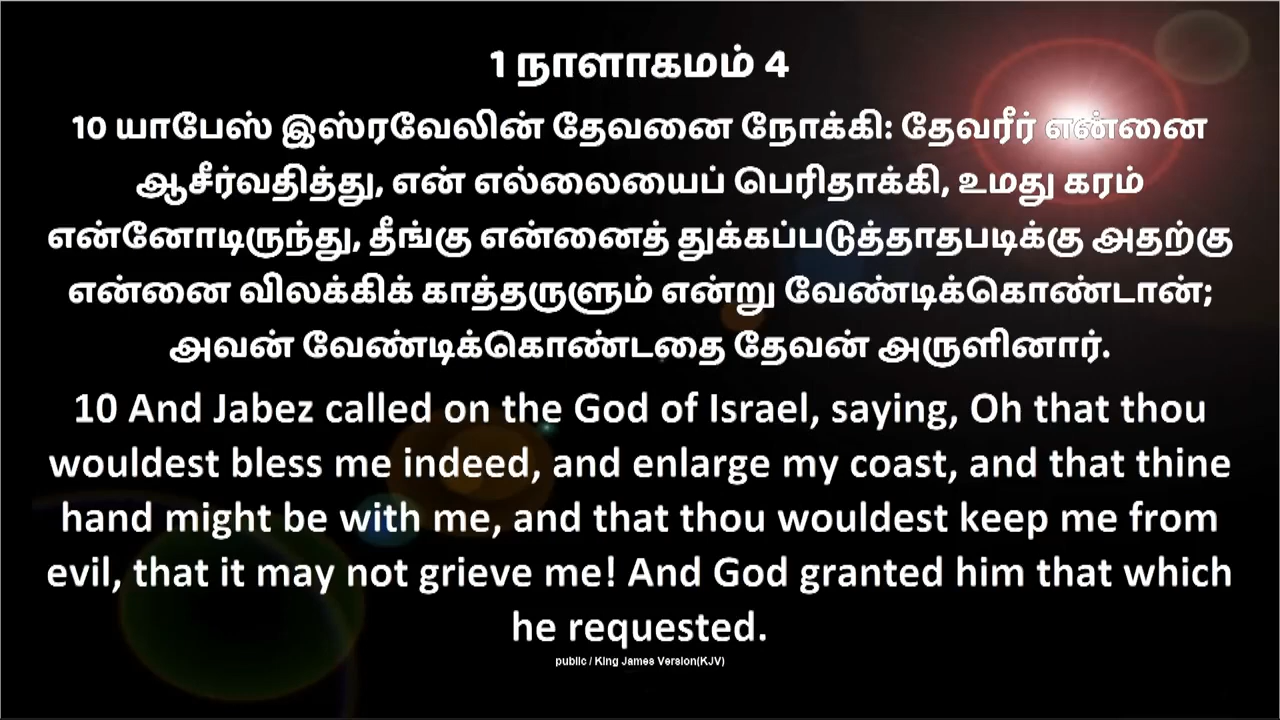 1 நாளாகமம் 4
10 யாபேஸ் இஸ்ரவேலின் தேவனை நோக்கி: தேவரீர் என்னை
ஆசீர்வதித்து, என் எல்லையைப் பெரிதாக்கி, உமது கரம்
என்னோடிருந்து, தீங்கு என்னைத் துக்கப்படுத்தாதபடிக்கு அதற்கு
என்னை விலக்கிக் காத்தருளும் என்று வேண்டிக்கொண்டான்;
அவன் வேண்டிக்கொண்டதை தேவன் அருளினார்.
10 And Jabez called on the God of Israel, saying, Oh that thou
wouldest bless me indeed, and enlarge my coast, and that thine
hand might be with me, and that thou wouldest keep me from
evil, that it may not grieve me! And God granted him that which
he requested.
public / King James Version(KJV)